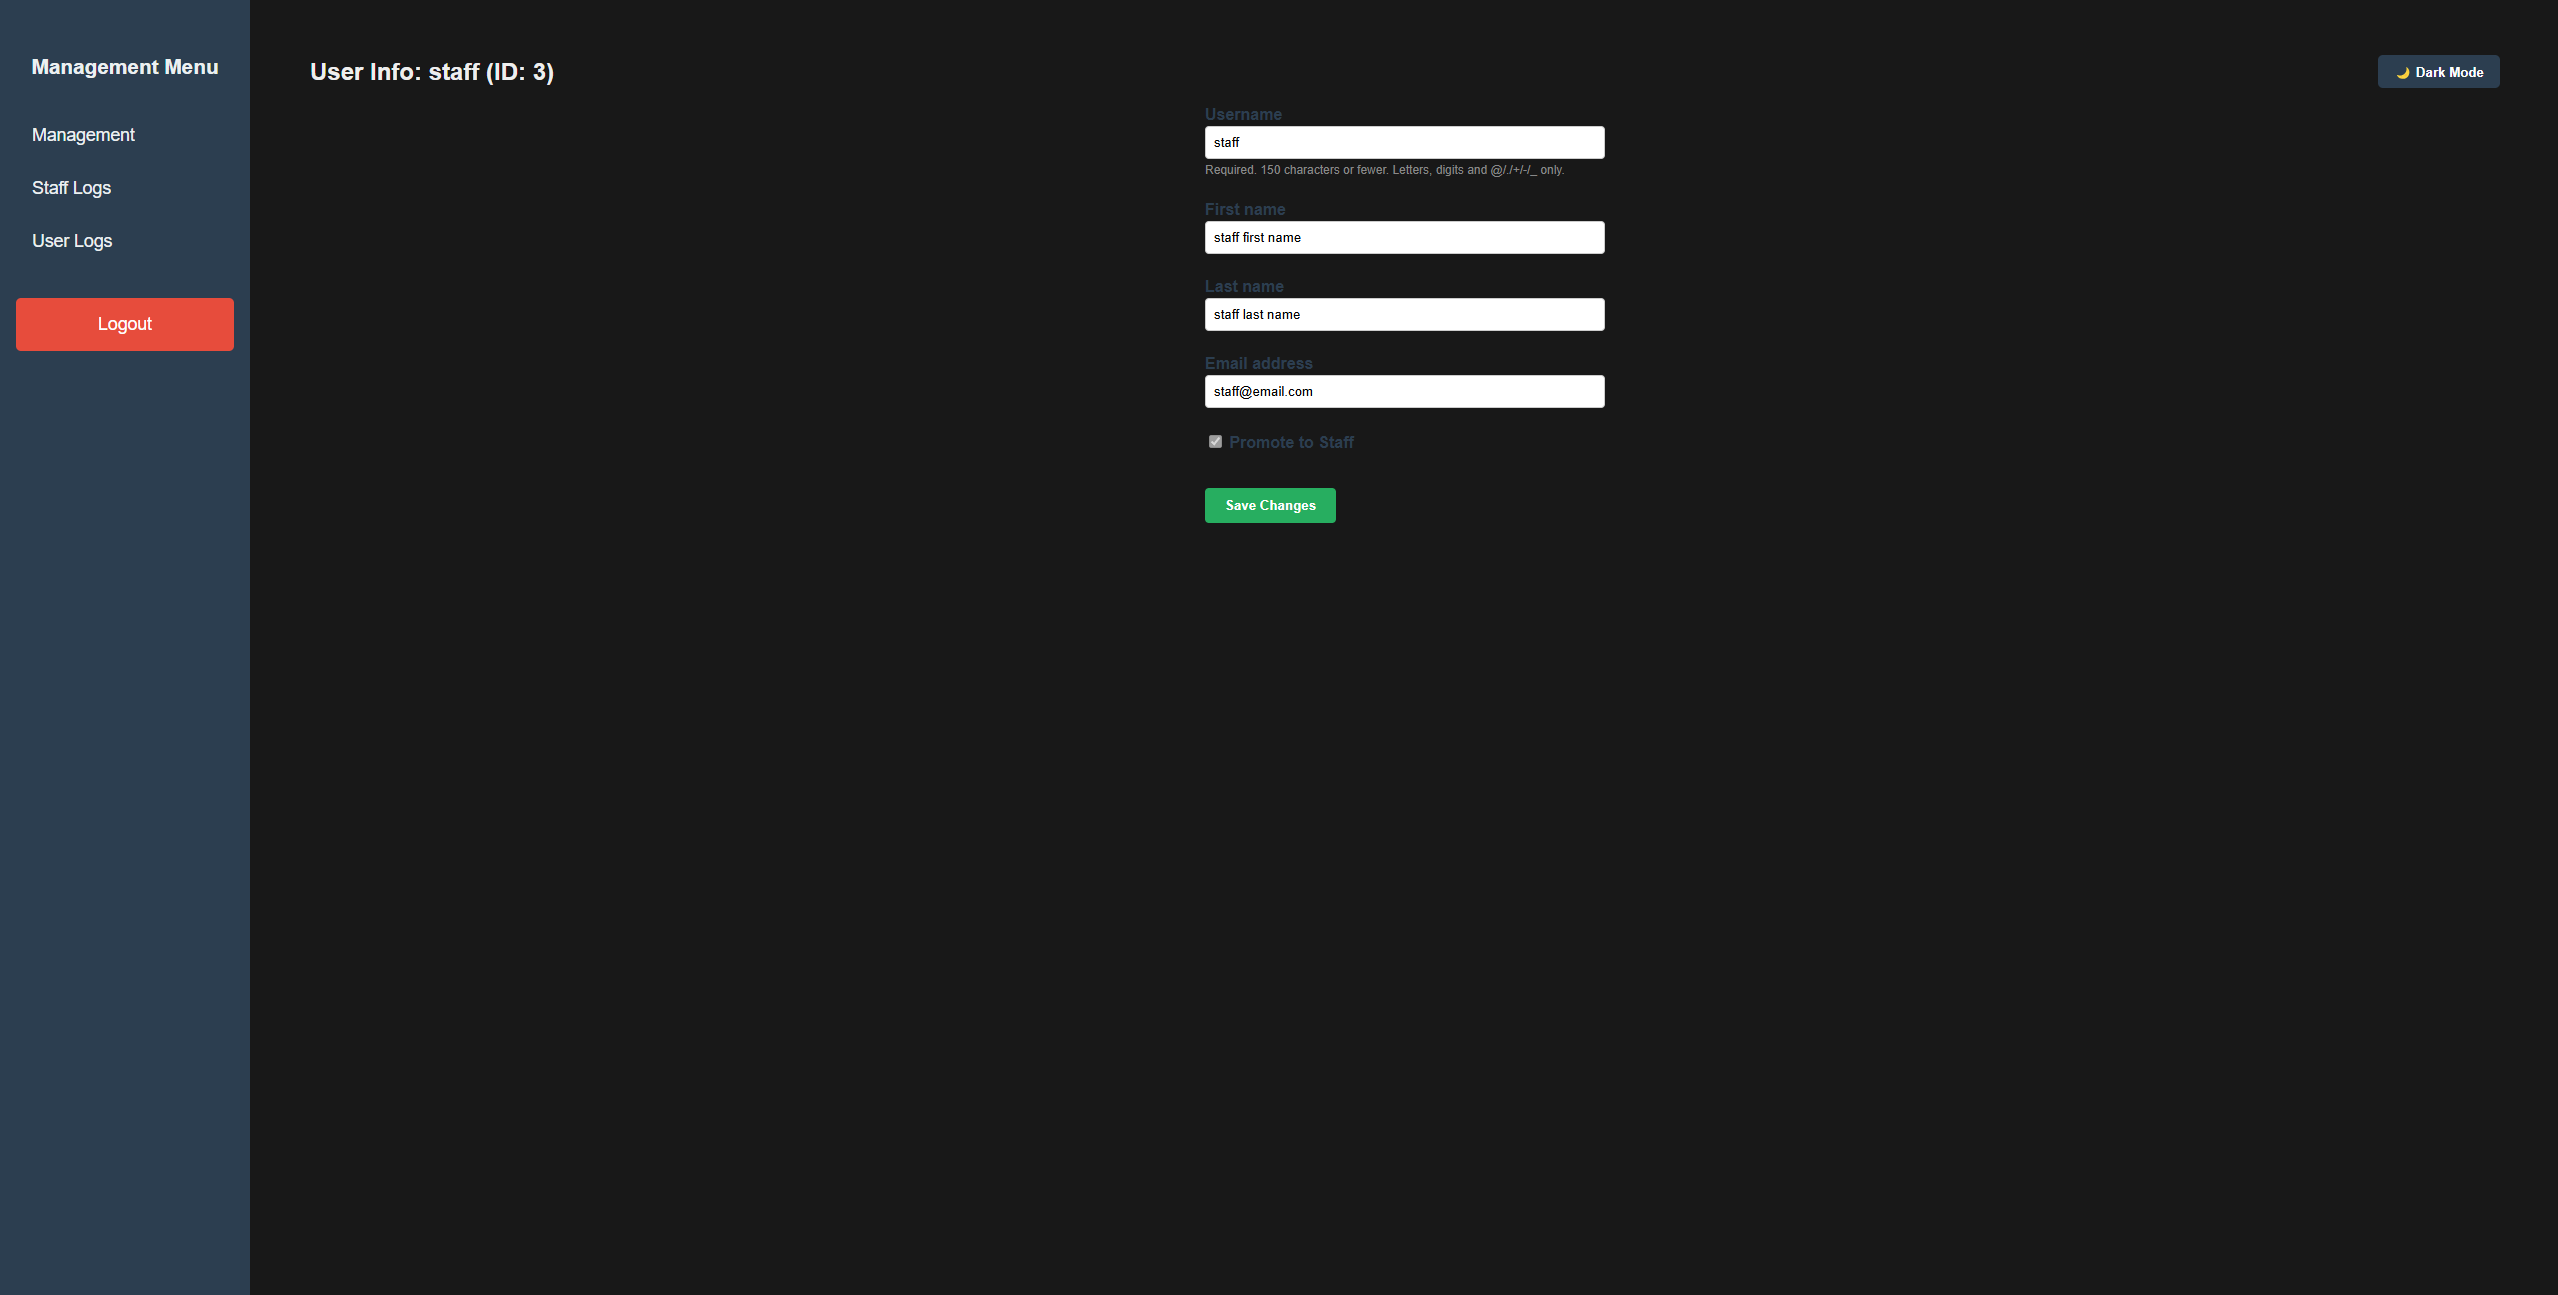 Management Menu
Management
Staff Logs
User Logs
Logout
User Info: staff (ID: 3)
🌙 Dark Mode
Username
staff
Required. 150 characters or fewer. Letters, digits and @/./+/-/_ only.
First name
staff first name
Last name
staff last name
Email address
staff@email.com
Promote to Staff
Save Changes